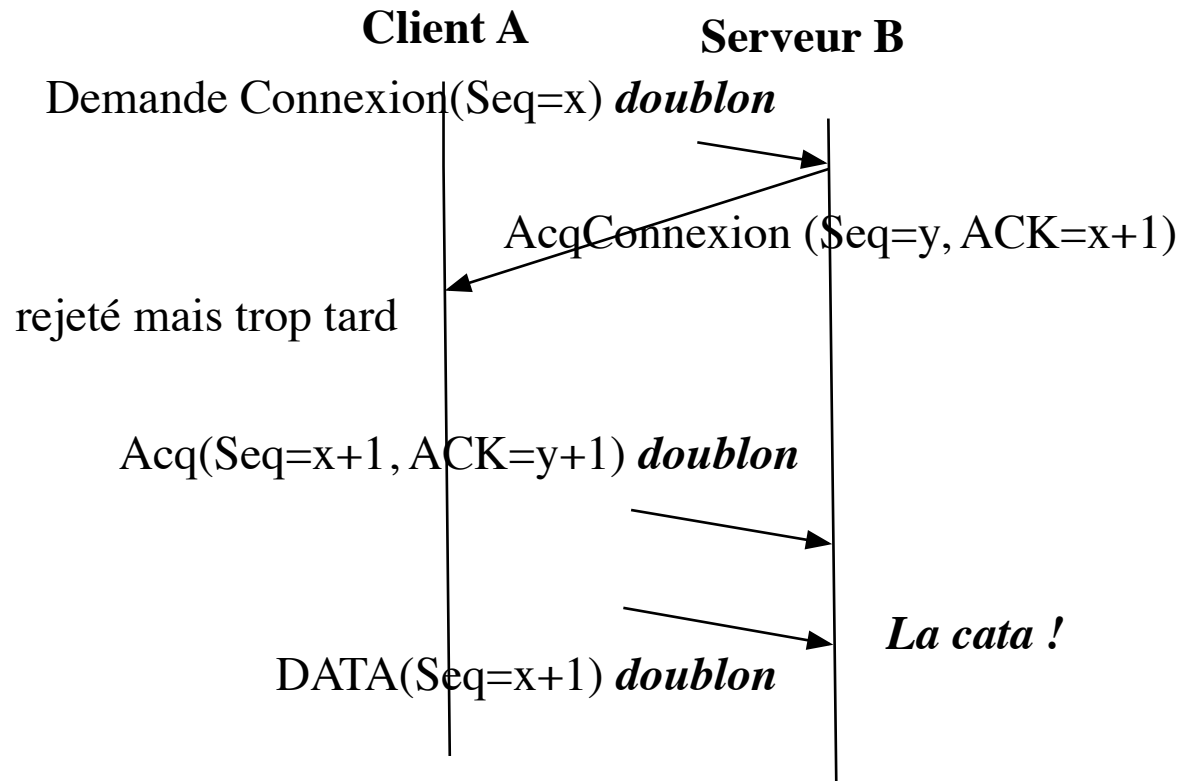 Client A
Serveur B
Demande Connexion(Seq=x) doublon
AcqConnexion (Seq=y, ACK=x+1)
rejeté mais trop tard
Acq(Seq=x+1, ACK=y+1) doublon
La cata !
DATA(Seq=x+1) doublon